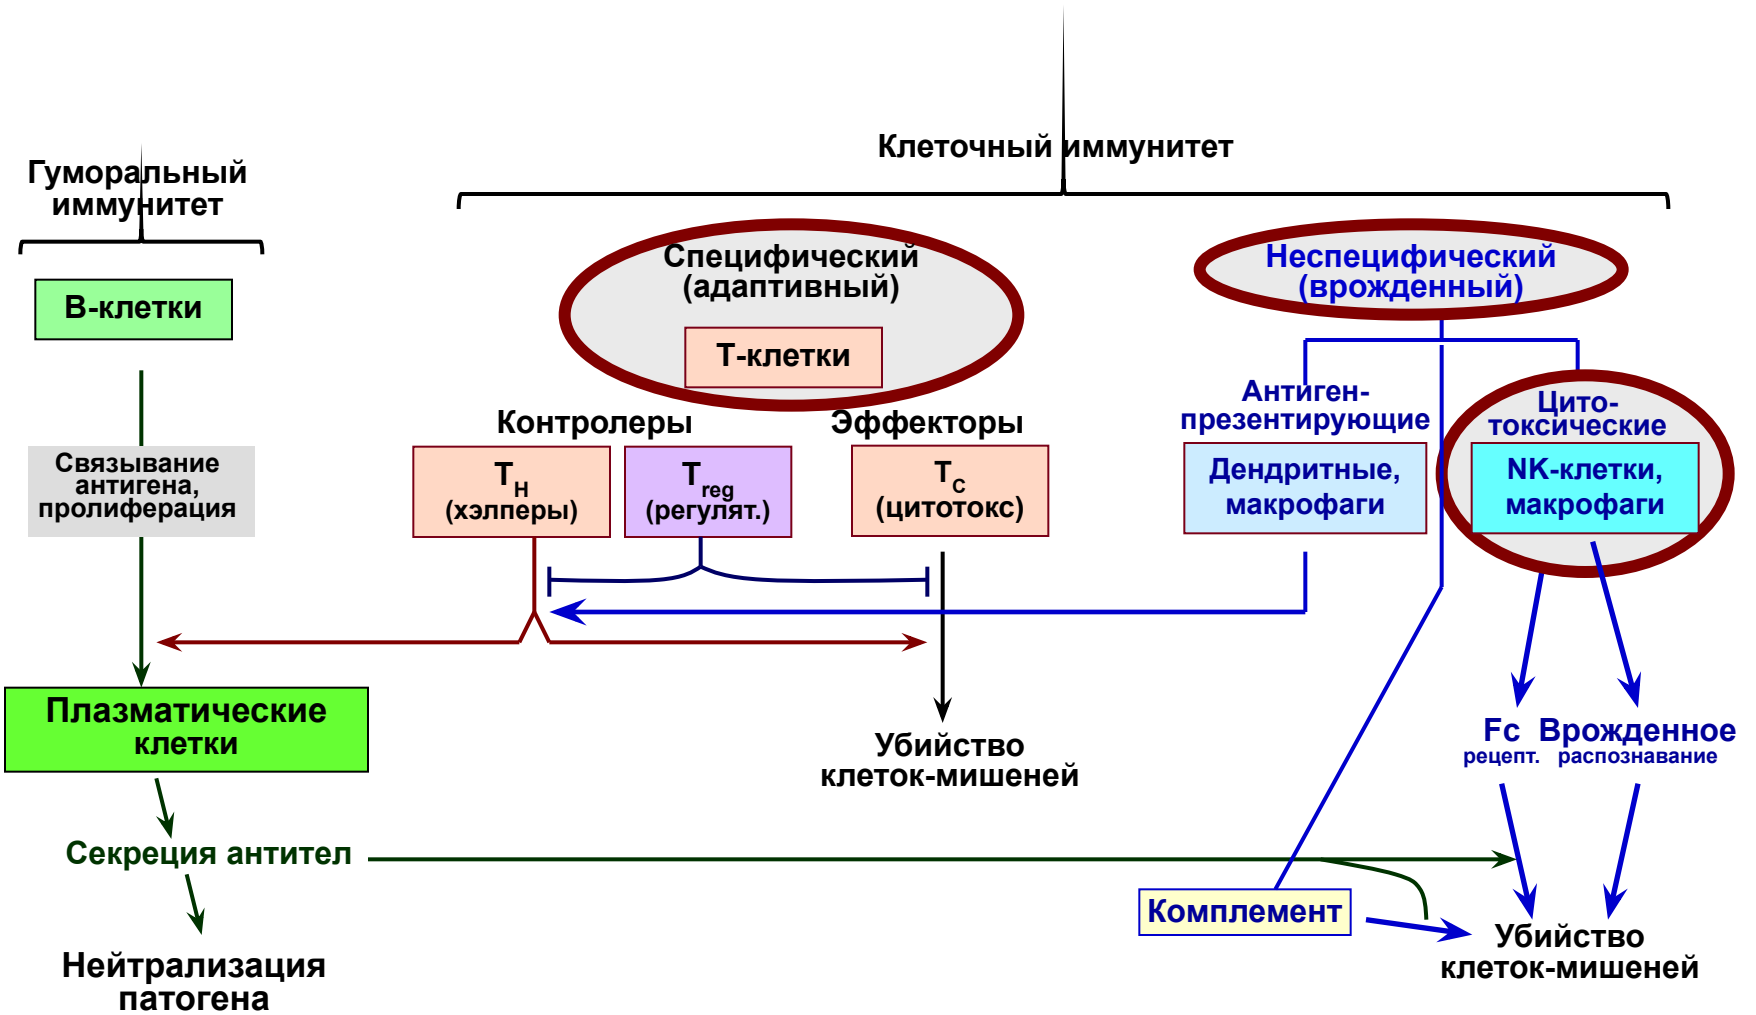 Клеточный иммунитет
Гуморальный
иммунитет
Специфический
(адаптивный)
Неспецифический
(врожденный)
В-клетки
Т-клетки
Контролеры
Эффекторы
Антиген-
презентирующие
Цито-
токсические
Связывание
антигена,
пролиферация
TH
(хэлперы)
Treg
(регулят.)
TC
(цитотокс)
Дендритные,
макрофаги
NK-клетки,
макрофаги
Плазматические
клетки
Убийство
клеток-мишеней
Fc
рецепт.
Врожденное
распознавание
Секреция антител
Комплемент
Убийство
клеток-мишеней
Нейтрализация
патогена